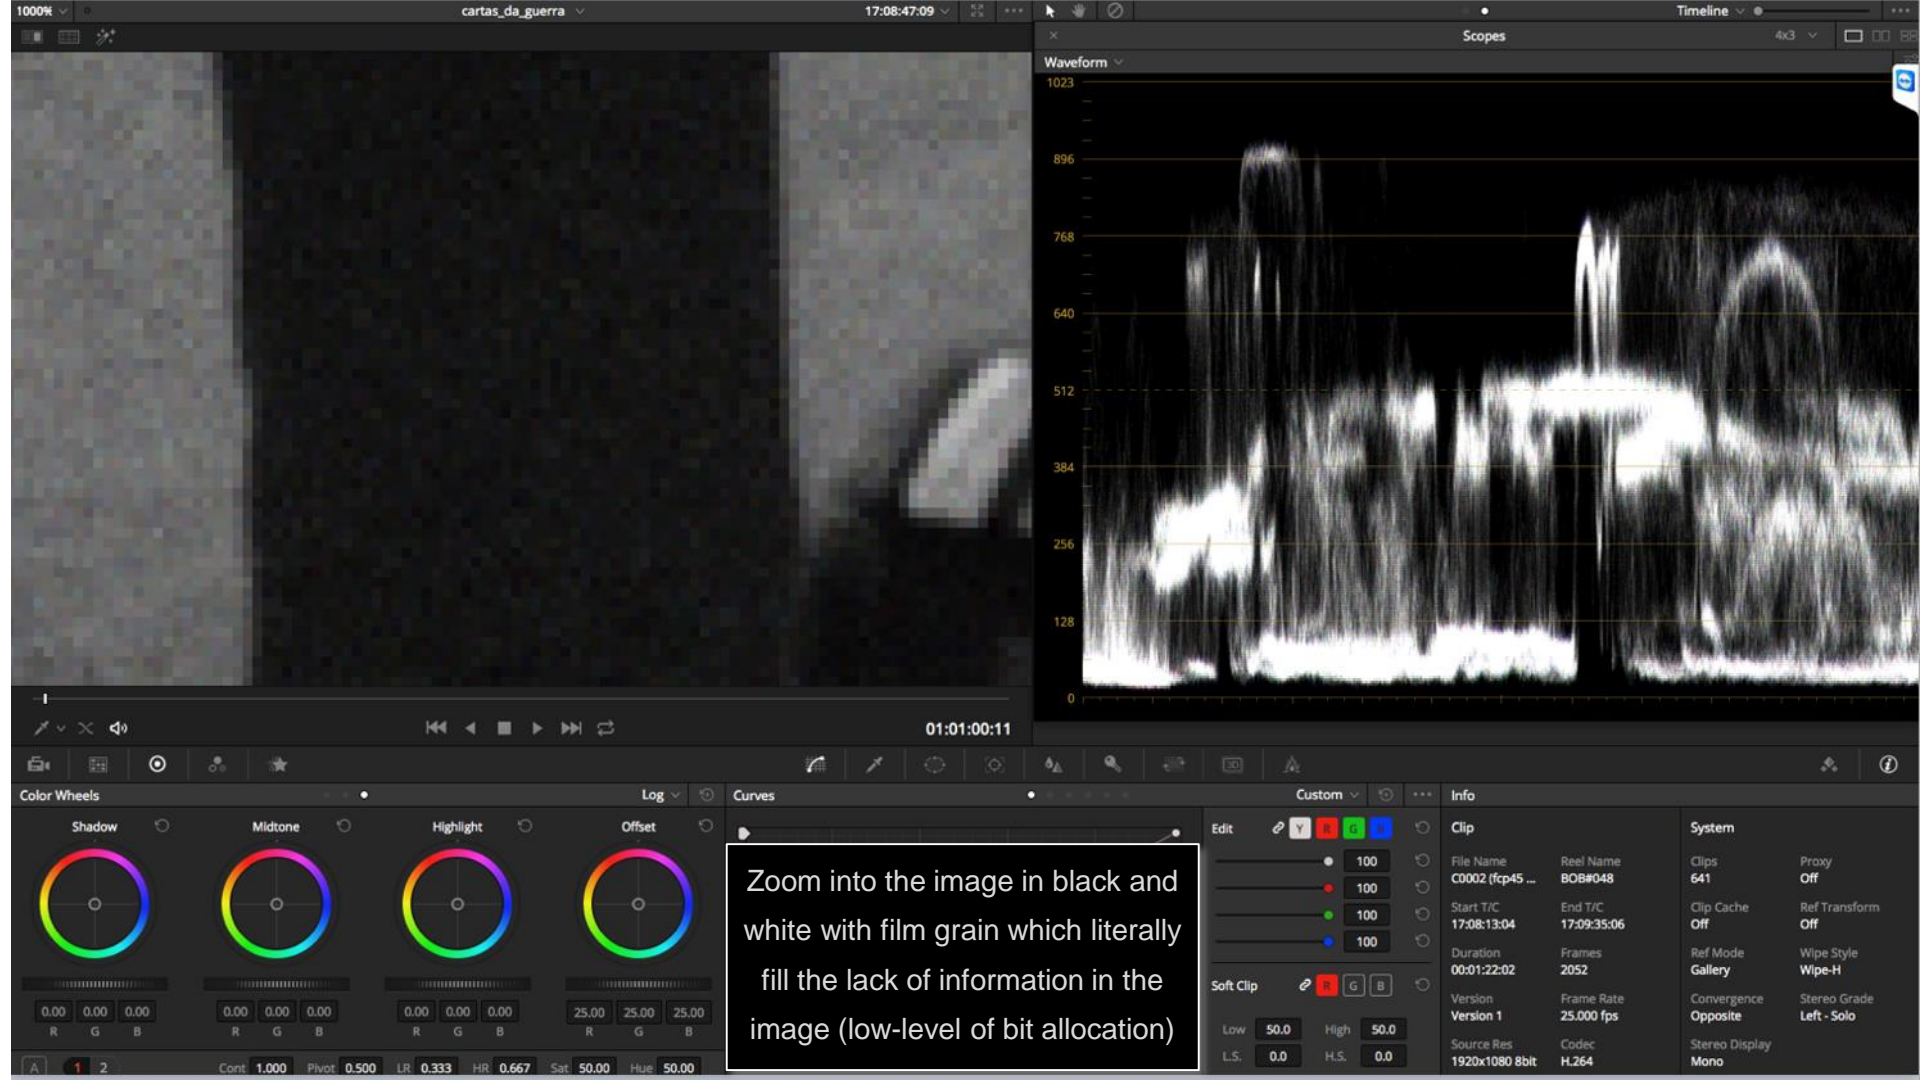 1000% cartas_da_guerra 17:08:47:09 Timeline
Scopes 4x3
Waveform
1023
896
768
640
512
384
256
128
0
01:01:00:11
3D
Color Wheels Log Curves Custom Info
Shadow Midtone Highlight Offset
0.00 0.00 0.00 0.00 0.00 0.00 0.00 0.00 0.00 25.00 25.00 25.00
R G B R G B R G B R G B
A 1 2 Cont 1.000 Pivot 0.500 LR 0.333 HR 0.667 Sat 50.00 Hue 50.00
Zoom into the image in black and
white with film grain which literally
fill the lack of information in the
image (low-level of bit allocation)
Edit Y R G
100
100
100
100
Soft Clip R G B
Low 50.0 High 50.0
L.S. 0.0 H.S. 0.0
Clip System
File Name Reel Name Clips Proxy
C0002 (fcp45 ... BOB#048 641 Off
Start T/C End T/C Clip Cache Ref Transform
17:08:13:04 17:09:35:06 Off Off
Duration Frames Ref Mode Wipe Style
00:01:22:02 2052 Gallery Wipe-H
Version Frame Rate Convergence Stereo Grade
Version 1 25.000 fps Opposite Left - Solo
Source Res Codec Stereo Display
1920x1080 8bit H.264 Mono